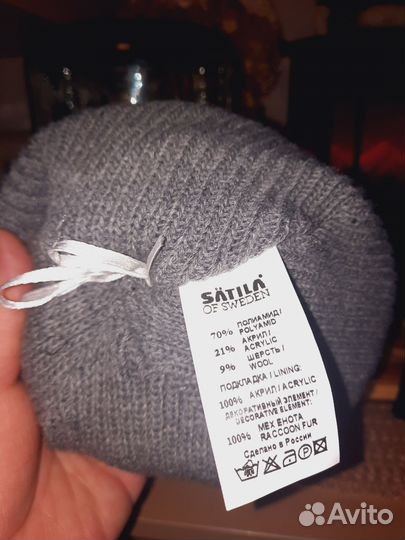 SÄTILA
OF SWEDEN
70% ПОЛИАМИД /
POLYAMID
21% АКРИЛ /
ACRYLIC
9% ШЕРСТЬ /
WOOL
ПОДКЛАДКА / LINING:
100% АКРИЛ / ACRYLIC
ДЕКОРАТИВНЫЙ ЭЛЕМЕНТ /
DECORATIVE ELEMENT:
100% МЕХ ЕНОТА
RACCOON FUR
Сделано в России
Avito